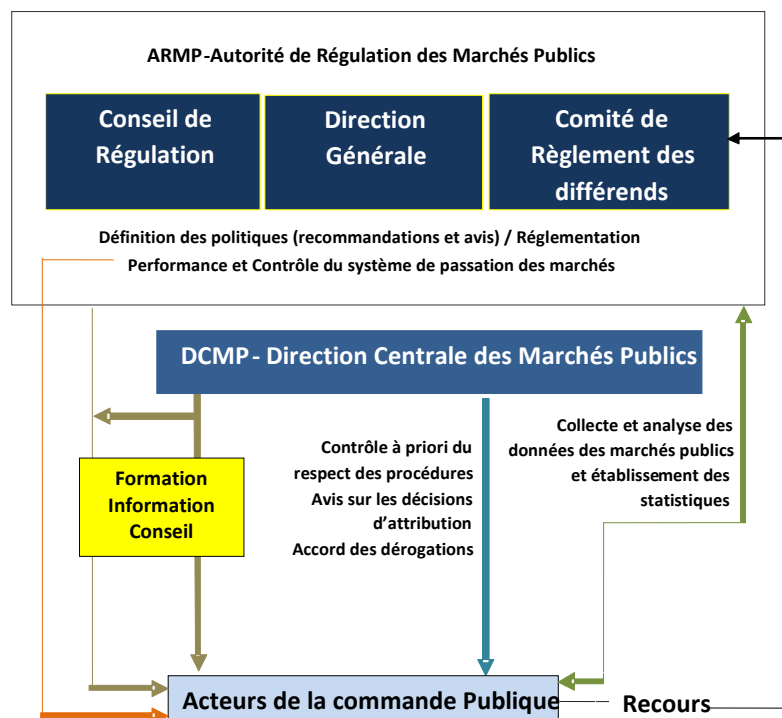 ARMP-Autorité de Régulation des Marchés Publics
Conseil de
Régulation
Direction
Générale
Comité de
Règlement des
différends
Définition des politiques (recommandations et avis) / Réglementation
Performance et Contrôle du système de passation des marchés
DCMP - Direction Centrale des Marchés Publics
Formation
Information
Conseil
Contrôle à priori du
respect des procédures
Avis sur les décisions
d'attribution
Accord des dérogations
Collecte et analyse des
données des marchés publics
et établissement des
statistiques
Acteurs de la commande Publique
Recours